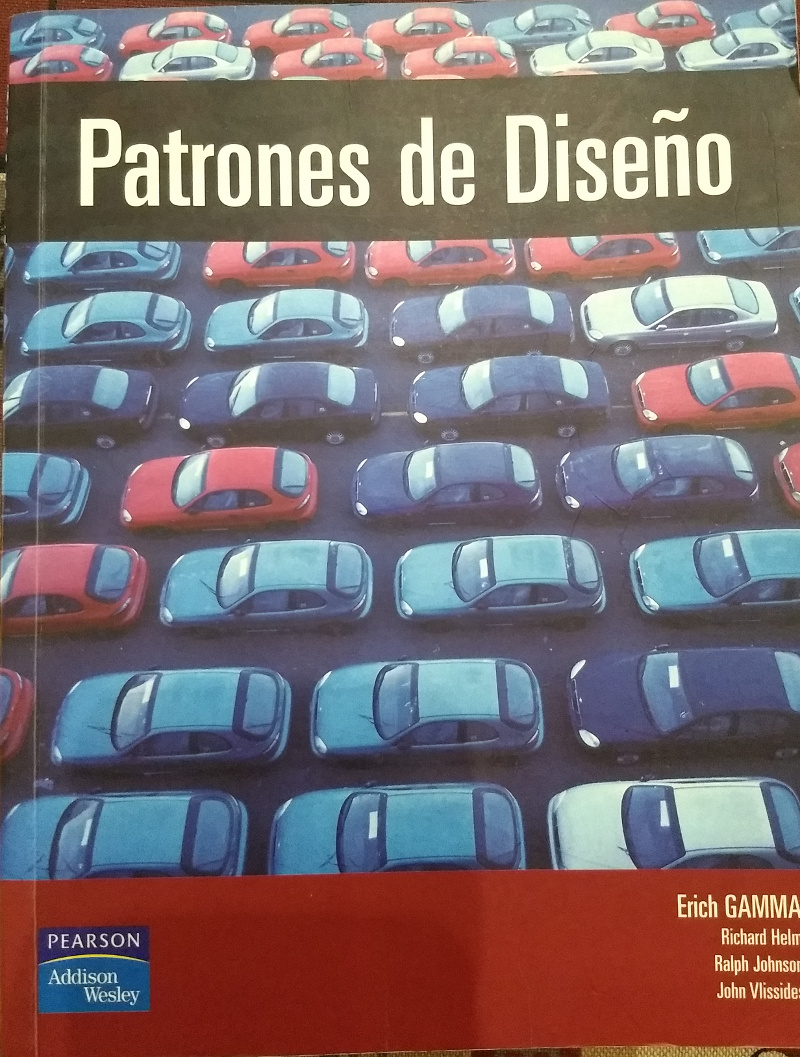 Patrones de Diseño
Erich GAMMA
Richard Helm
Ralph Johnson
John Vlissides
PEARSON
Addison
Wesley